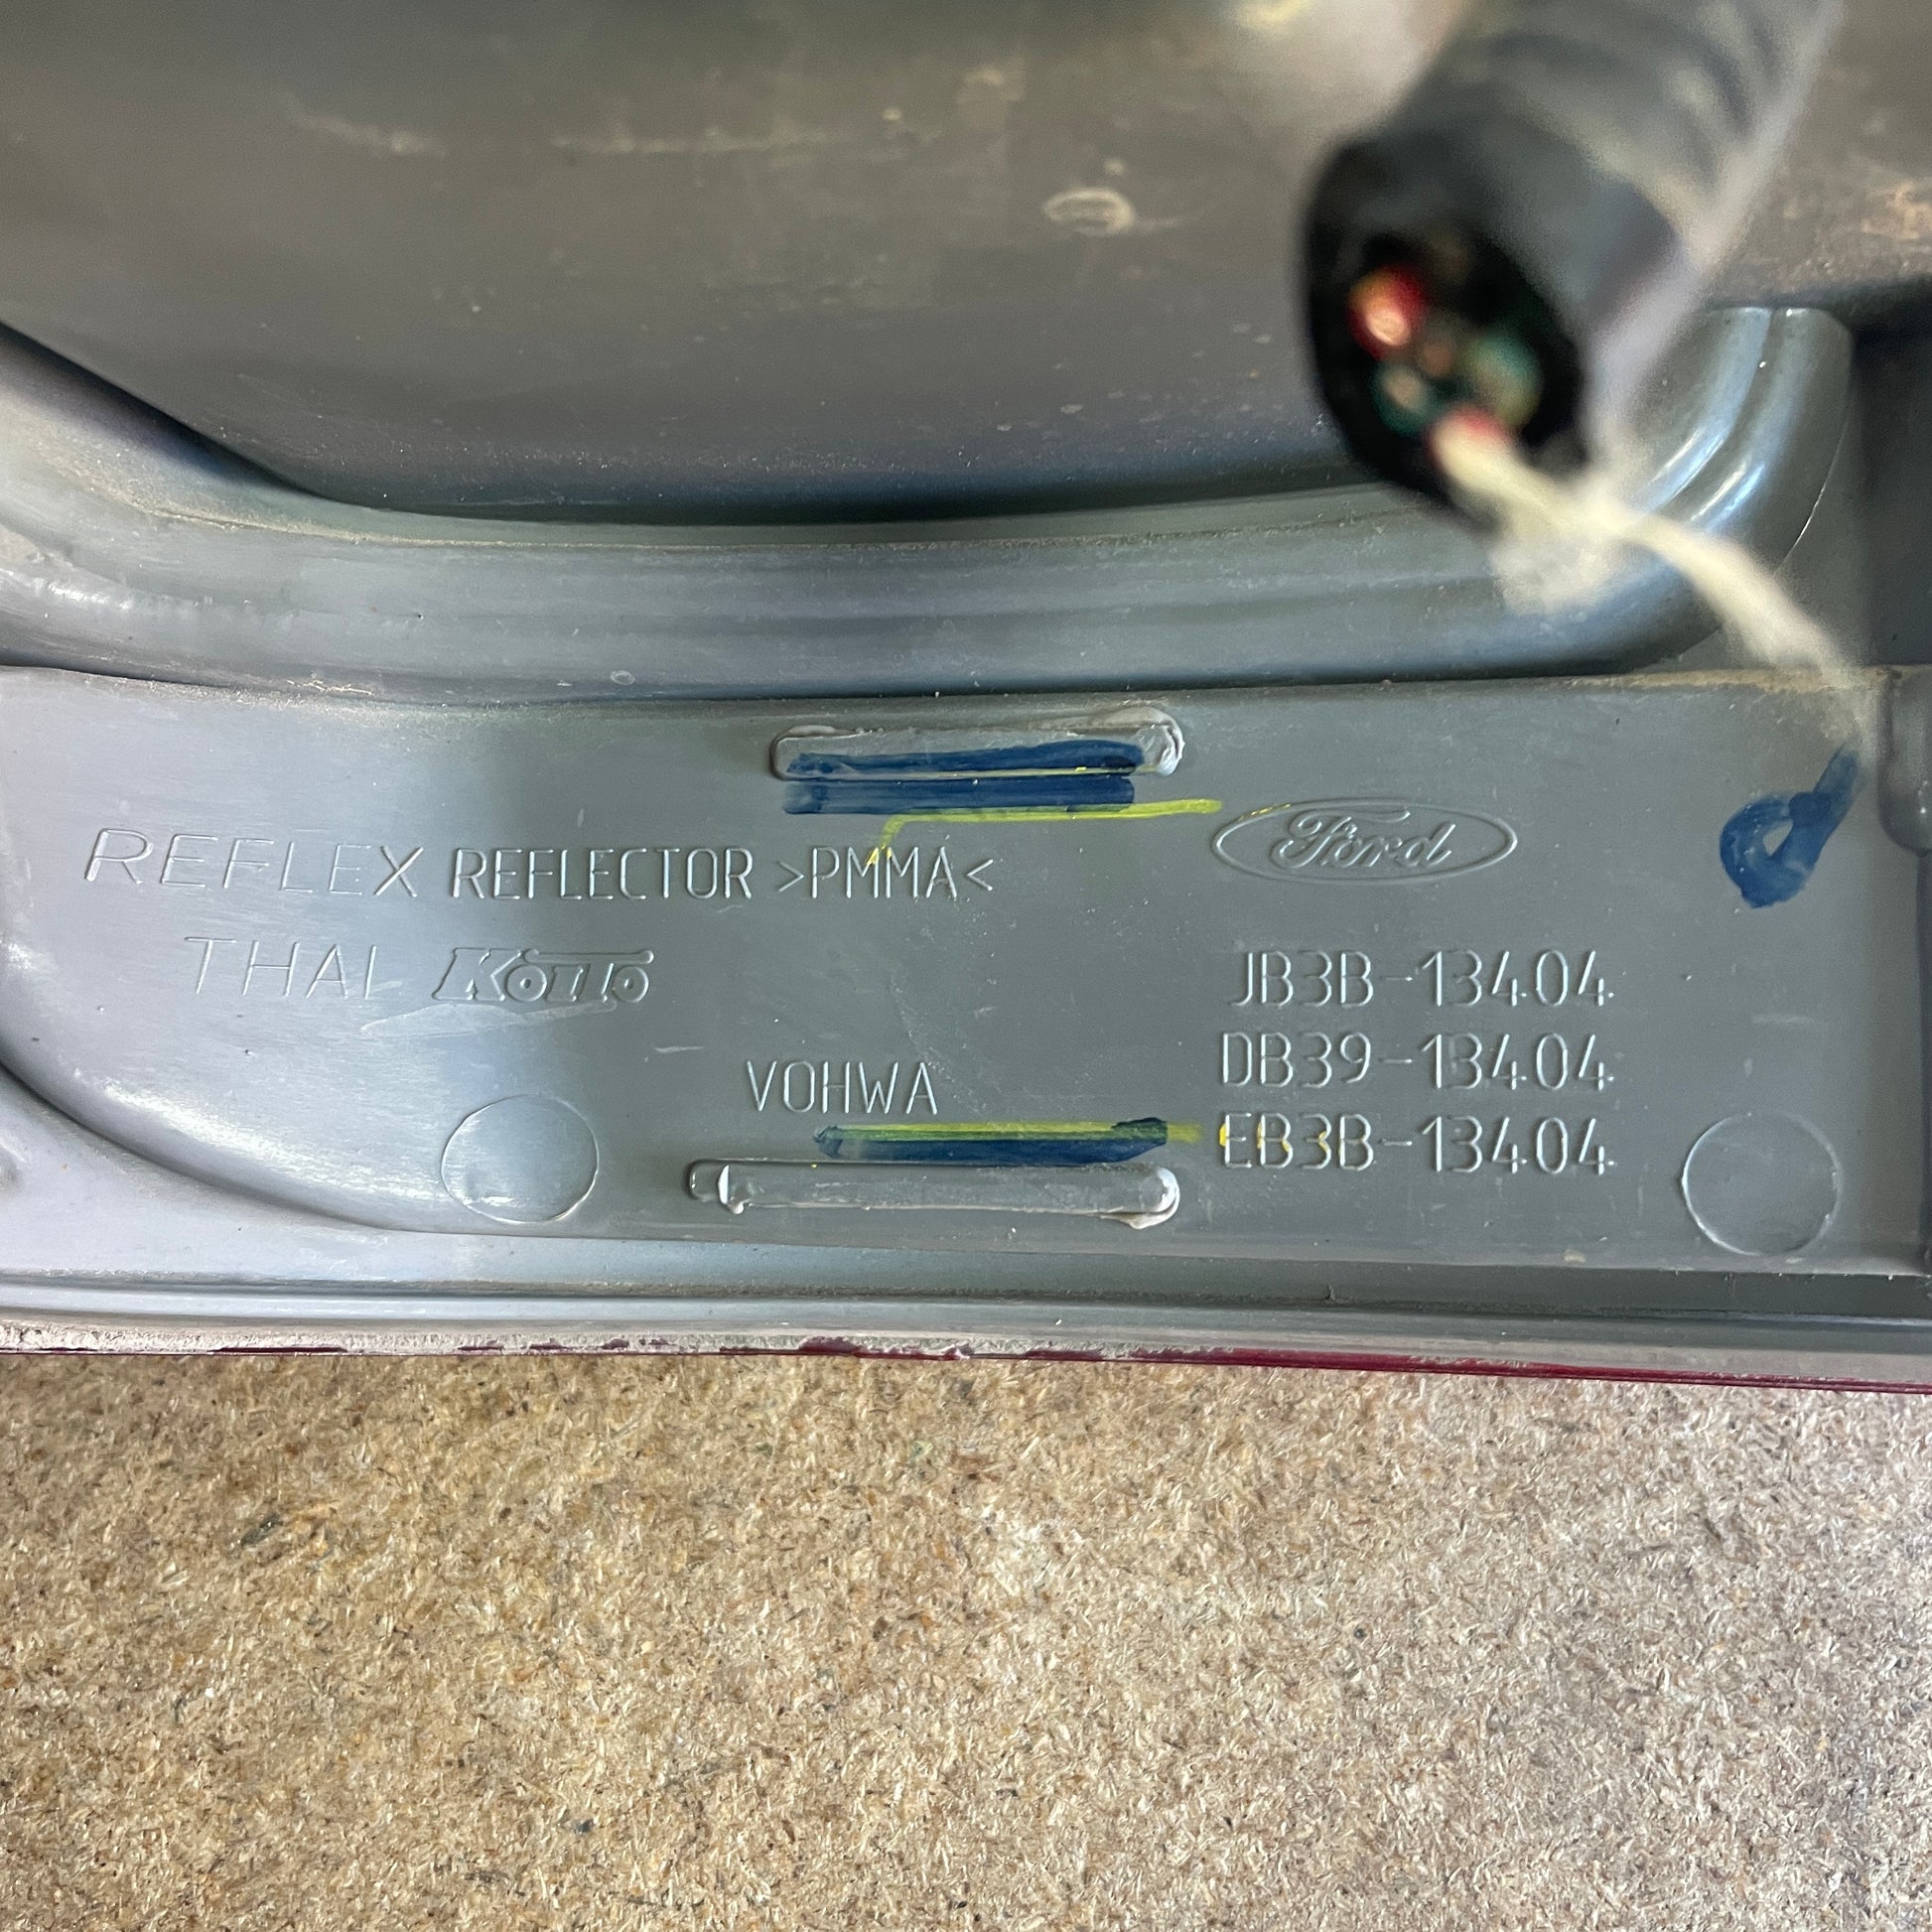 REFLEX REFLECTOR >PMMA<
Ford
THAI KOITO
JB3B-13404
DB39-13404
VOHWA
EB3B-13404